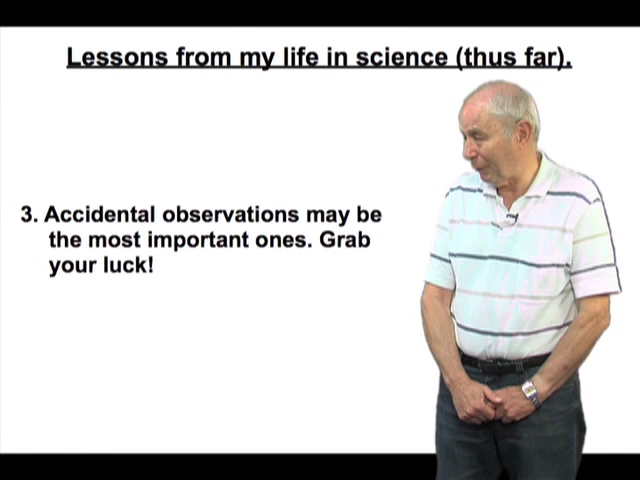 Lessons from my life in science (thus far).
3. Accidental observations may be
the most important ones. Grab
your luck!